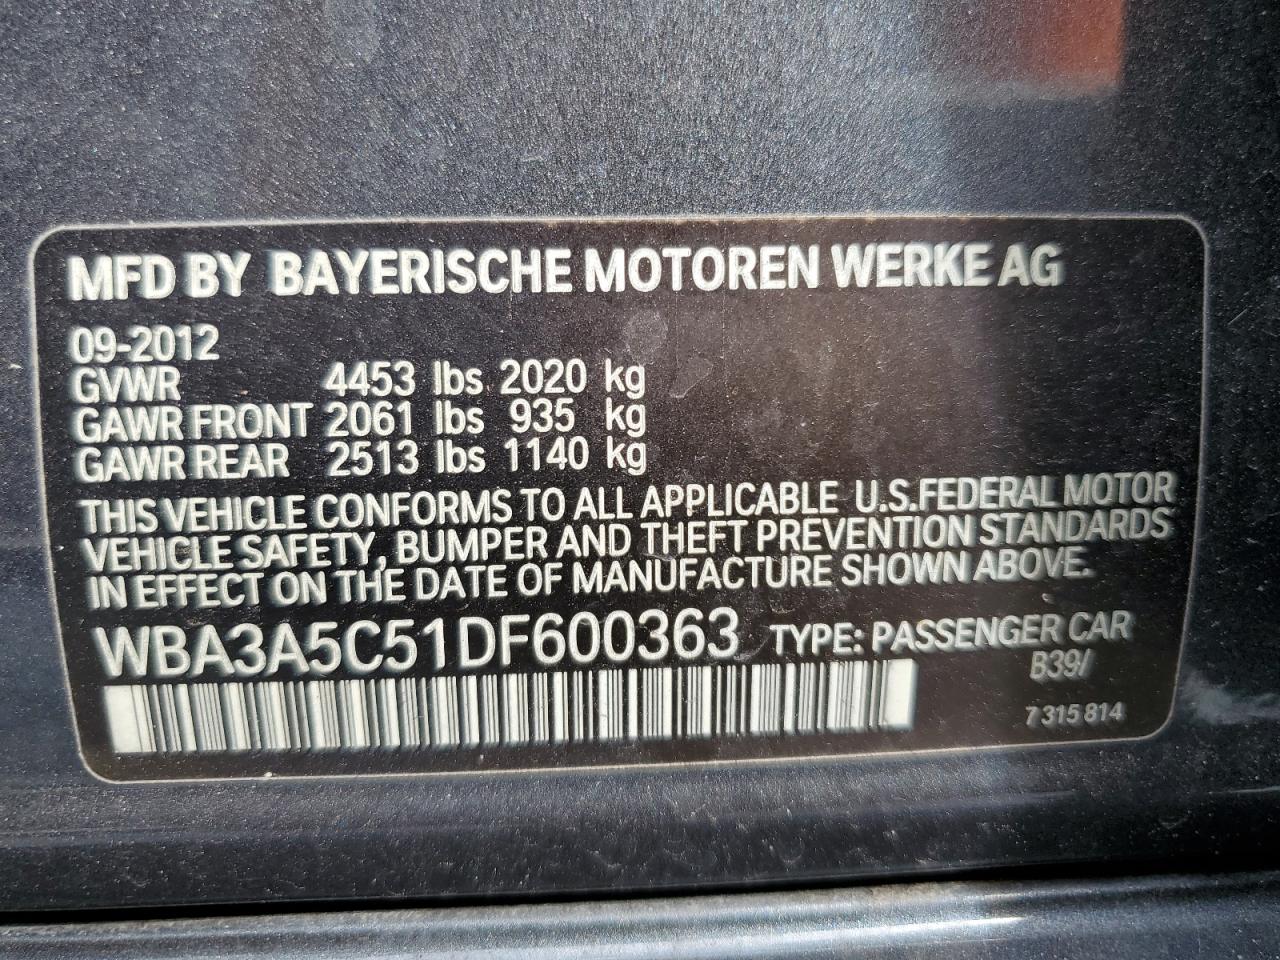 MFD BY BAYERISCHE MOTOREN WERKE AG
09-2012
GVWR 4453 lbs 2020 kg
GAWR FRONT 2061 lbs 935 kg
GAWR REAR 2513 lbs 1140 kg
THIS VEHICLE CONFORMS TO ALL APPLICABLE U.S.FEDERAL MOTOR
VEHICLE SAFETY, BUMPER AND THEFT PREVENTION STANDARDS
IN EFFECT ON THE DATE OF MANUFACTURE SHOWN ABOVE.
WBA3A5C51DF600363 TYPE: PASSENGER CAR
B39/
7 315 814